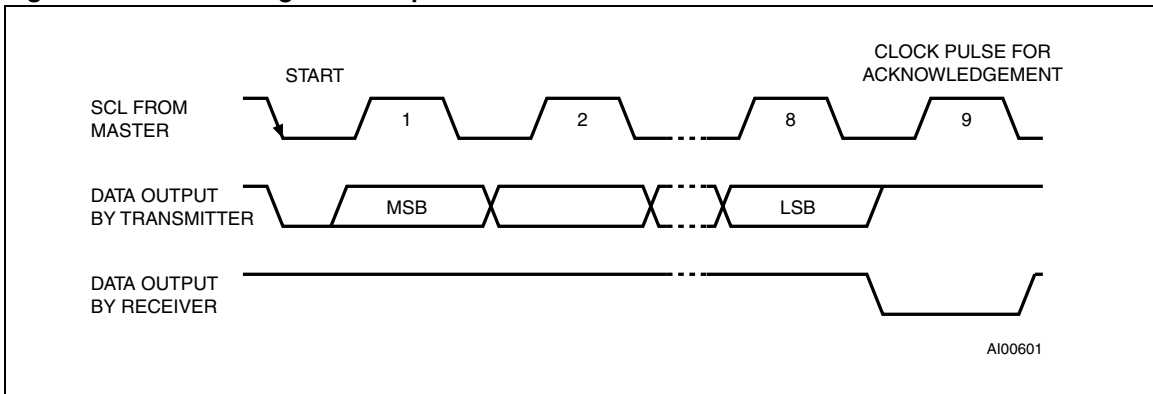 START
CLOCK PULSE FOR
ACKNOWLEDGEMENT
SCL FROM
MASTER
1
2
8
9
DATA OUTPUT
BY TRANSMITTER
MSB
LSB
DATA OUTPUT
BY RECEIVER
AI00601